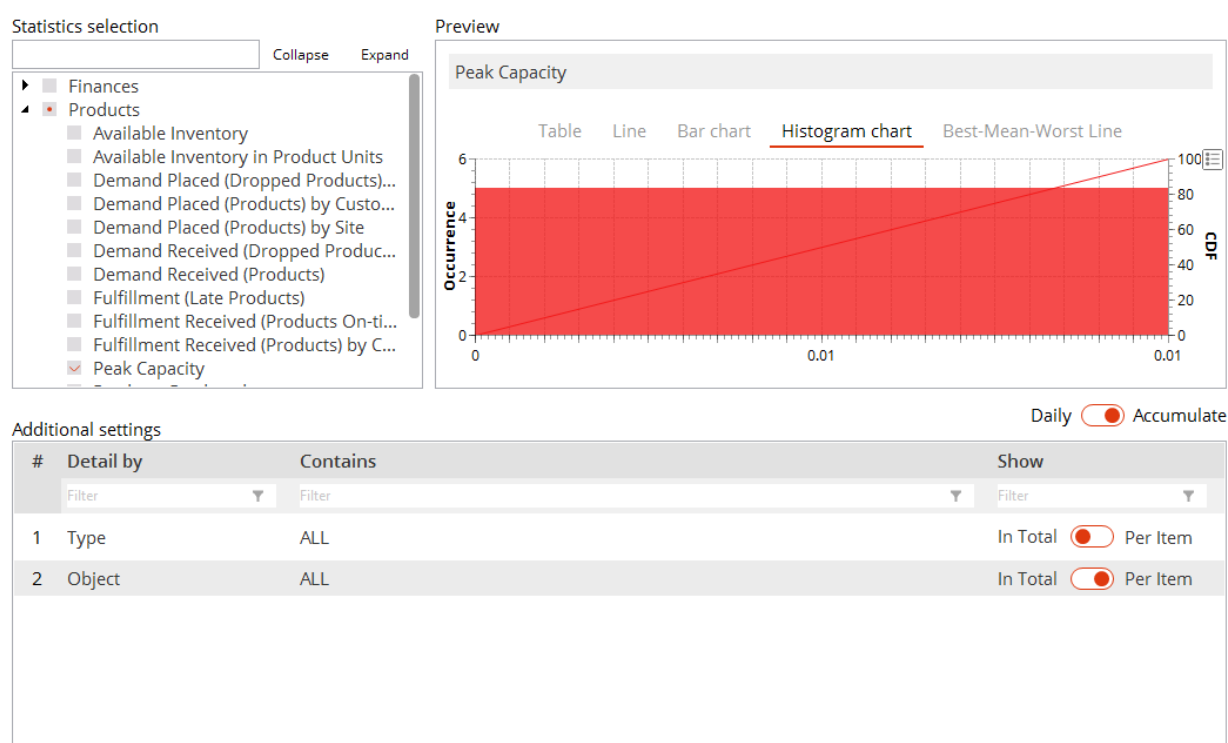 Statistics selection
Collapse Expand
Finances
Products
Available Inventory
Available Inventory in Product Units
Demand Placed (Dropped Products)...
Demand Placed (Products) by Custo...
Demand Placed (Products) by Site
Demand Received (Dropped Produc...
Demand Received (Products)
Fulfillment (Late Products)
Fulfillment Received (Products On-ti...
Fulfillment Received (Products) by C...
Peak Capacity
Preview
Peak Capacity
Table Line Bar chart Histogram chart Best-Mean-Worst Line
6
4
2
0
Occurrence
100
80
60
40
20
0
CDF
0 0.01 0.01
Daily Accumulate
Additional settings
# Detail by Contains Show
Filter Filter Filter
1 Type ALL In Total Per Item
2 Object ALL In Total Per Item